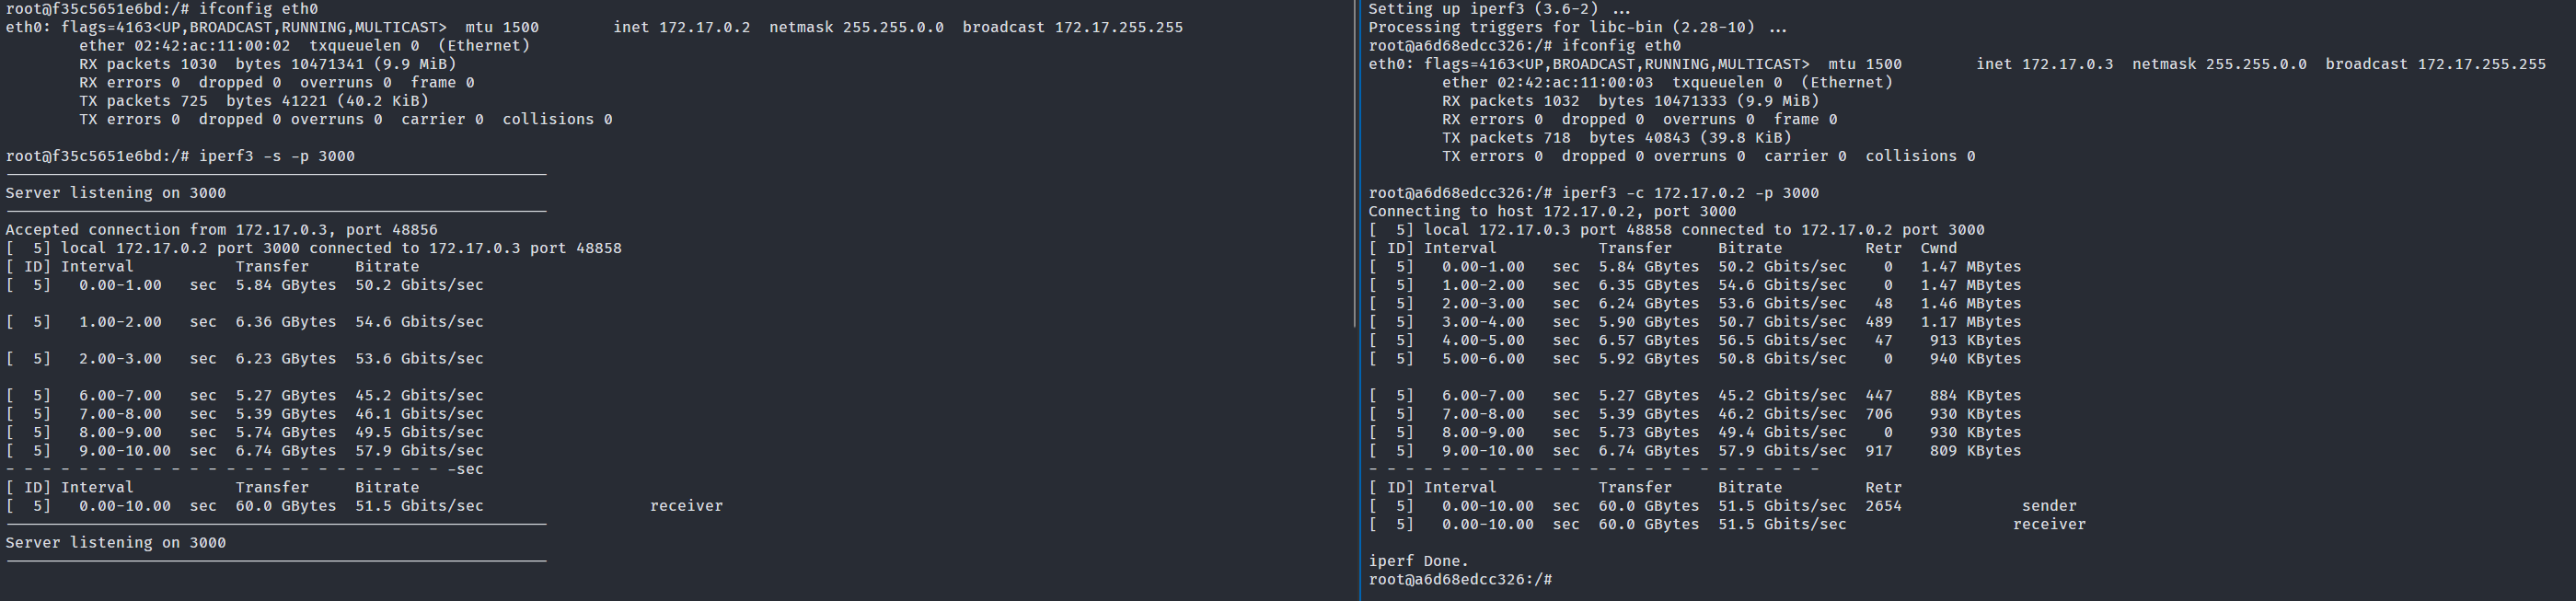 root@f35c5651e6bd:/# ifconfig eth0
eth0: flags=4163<UP,BROADCAST,RUNNING,MULTICAST>  mtu 1500        inet 172.17.0.2  netmask 255.255.0.0  broadcast 172.17.255.255
        ether 02:42:ac:11:00:02  txqueuelen 0  (Ethernet)
        RX packets 1030  bytes 10471341 (9.9 MiB)
        RX errors 0  dropped 0  overruns 0  frame 0
        TX packets 725  bytes 41221 (40.2 KiB)
        TX errors 0  dropped 0 overruns 0  carrier 0  collisions 0
root@f35c5651e6bd:/# iperf3 -s -p 3000
-----------------------------------------------------------
Server listening on 3000
-----------------------------------------------------------
Accepted connection from 172.17.0.3, port 48856
[  5] local 172.17.0.2 port 3000 connected to 172.17.0.3 port 48858
[ ID] Interval           Transfer     Bitrate
[  5]   0.00-1.00   sec  5.84 GBytes  50.2 Gbits/sec
[  5]   1.00-2.00   sec  6.36 GBytes  54.6 Gbits/sec
[  5]   2.00-3.00   sec  6.23 GBytes  53.6 Gbits/sec
[  5]   6.00-7.00   sec  5.27 GBytes  45.2 Gbits/sec
[  5]   7.00-8.00   sec  5.39 GBytes  46.1 Gbits/sec
[  5]   8.00-9.00   sec  5.74 GBytes  49.5 Gbits/sec
[  5]   9.00-10.00  sec  6.74 GBytes  57.9 Gbits/sec
- - - - - - - - - - - - - - - - - - - - - - - - -sec
[ ID] Interval           Transfer     Bitrate
[  5]   0.00-10.00  sec  60.0 GBytes  51.5 Gbits/sec                  receiver
-----------------------------------------------------------
Server listening on 3000
-----------------------------------------------------------
Setting up iperf3 (3.6-2) ...
Processing triggers for libc-bin (2.28-10) ...
root@a6d68edcc326:/# ifconfig eth0
eth0: flags=4163<UP,BROADCAST,RUNNING,MULTICAST>  mtu 1500        inet 172.17.0.3  netmask 255.255.0.0  broadcast 172.17.255.255
        ether 02:42:ac:11:00:03  txqueuelen 0  (Ethernet)
        RX packets 1032  bytes 10471333 (9.9 MiB)
        RX errors 0  dropped 0  overruns 0  frame 0
        TX packets 718  bytes 40843 (39.8 KiB)
        TX errors 0  dropped 0 overruns 0  carrier 0  collisions 0
root@a6d68edcc326:/# iperf3 -c 172.17.0.2 -p 3000
Connecting to host 172.17.0.2, port 3000
[  5] local 172.17.0.3 port 48858 connected to 172.17.0.2 port 3000
[ ID] Interval           Transfer     Bitrate         Retr  Cwnd
[  5]   0.00-1.00   sec  5.84 GBytes  50.2 Gbits/sec    0   1.47 MBytes
[  5]   1.00-2.00   sec  6.35 GBytes  54.6 Gbits/sec    0   1.47 MBytes
[  5]   2.00-3.00   sec  6.24 GBytes  53.6 Gbits/sec   48   1.46 MBytes
[  5]   3.00-4.00   sec  5.90 GBytes  50.7 Gbits/sec  489   1.17 MBytes
[  5]   4.00-5.00   sec  6.57 GBytes  56.5 Gbits/sec   47    913 KBytes
[  5]   5.00-6.00   sec  5.92 GBytes  50.8 Gbits/sec    0    940 KBytes
[  5]   6.00-7.00   sec  5.27 GBytes  45.2 Gbits/sec  447    884 KBytes
[  5]   7.00-8.00   sec  5.39 GBytes  46.2 Gbits/sec  706    930 KBytes
[  5]   8.00-9.00   sec  5.73 GBytes  49.4 Gbits/sec    0    930 KBytes
[  5]   9.00-10.00  sec  6.74 GBytes  57.9 Gbits/sec  917    809 KBytes
- - - - - - - - - - - - - - - - - - - - - - - - -
[ ID] Interval           Transfer     Bitrate         Retr
[  5]   0.00-10.00  sec  60.0 GBytes  51.5 Gbits/sec  2654             sender
[  5]   0.00-10.00  sec  60.0 GBytes  51.5 Gbits/sec                  receiver
iperf Done.
root@a6d68edcc326:/#